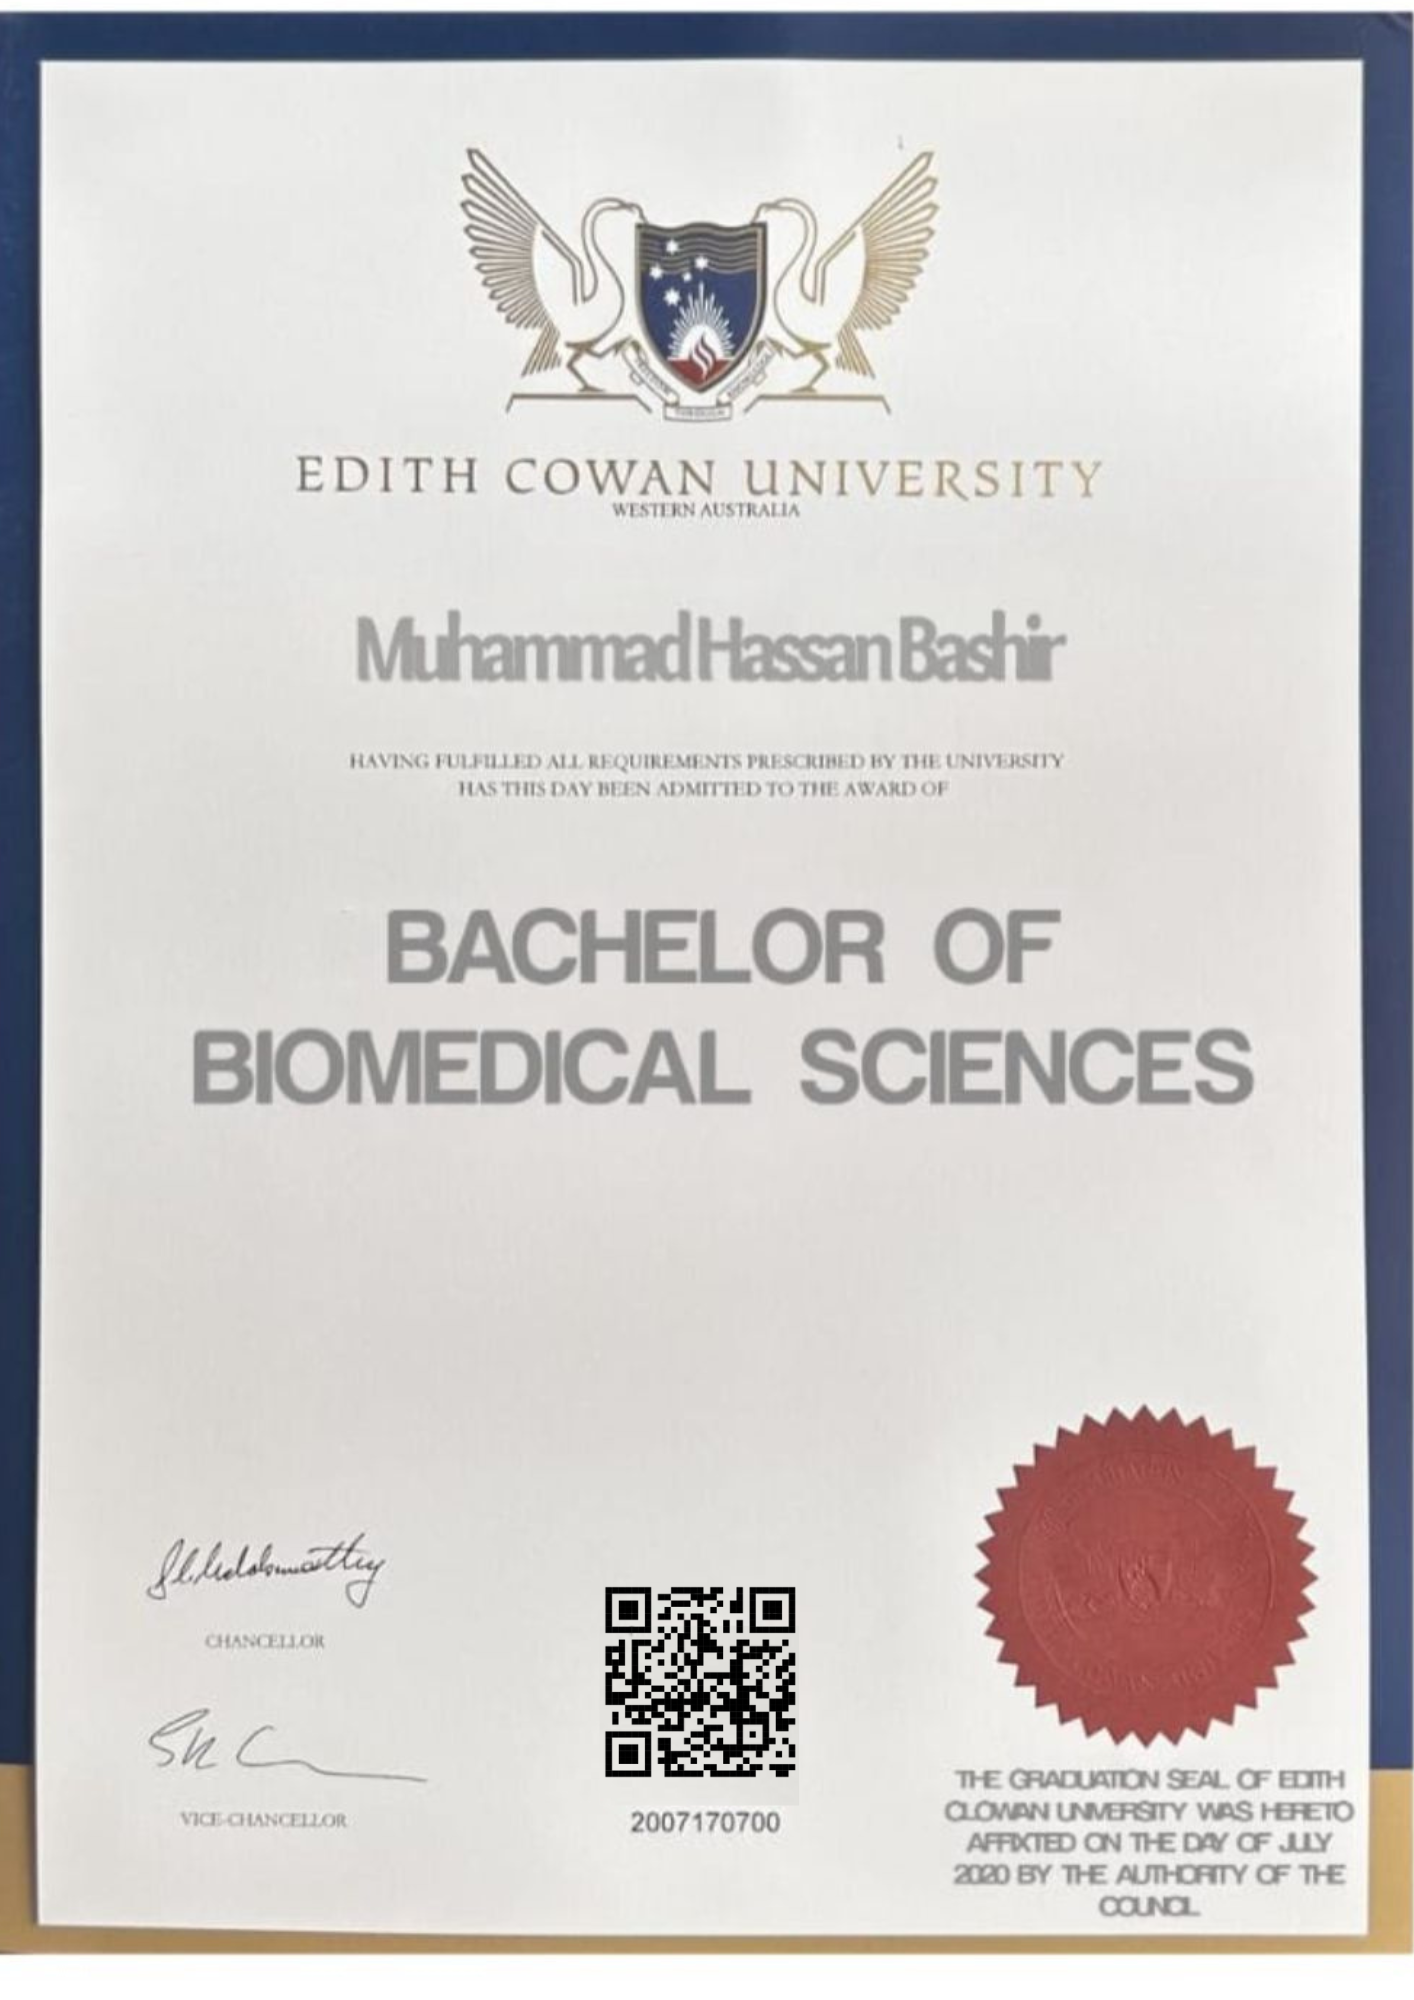 EDITH COWAN UNIVERSITY
WESTERN AUSTRALIA
Muhammad Hassan Bashir
HAVING FULFILLED ALL REQUIREMENTS PRESCRIBED BY THE UNIVERSITY
HAS THIS DAY BEEN ADMITTED TO THE AWARD OF
BACHELOR OF
BIOMEDICAL SCIENCES
CHANCELLOR
VICE-CHANCELLOR
2007170700
THE GRADUATION SEAL OF EDITH
CLOWAN UNIVERSITY WAS HERETO
AFFIXTED ON THE DAY OF JULY
2020 BY THE AUTHORITY OF THE
COUNCIL